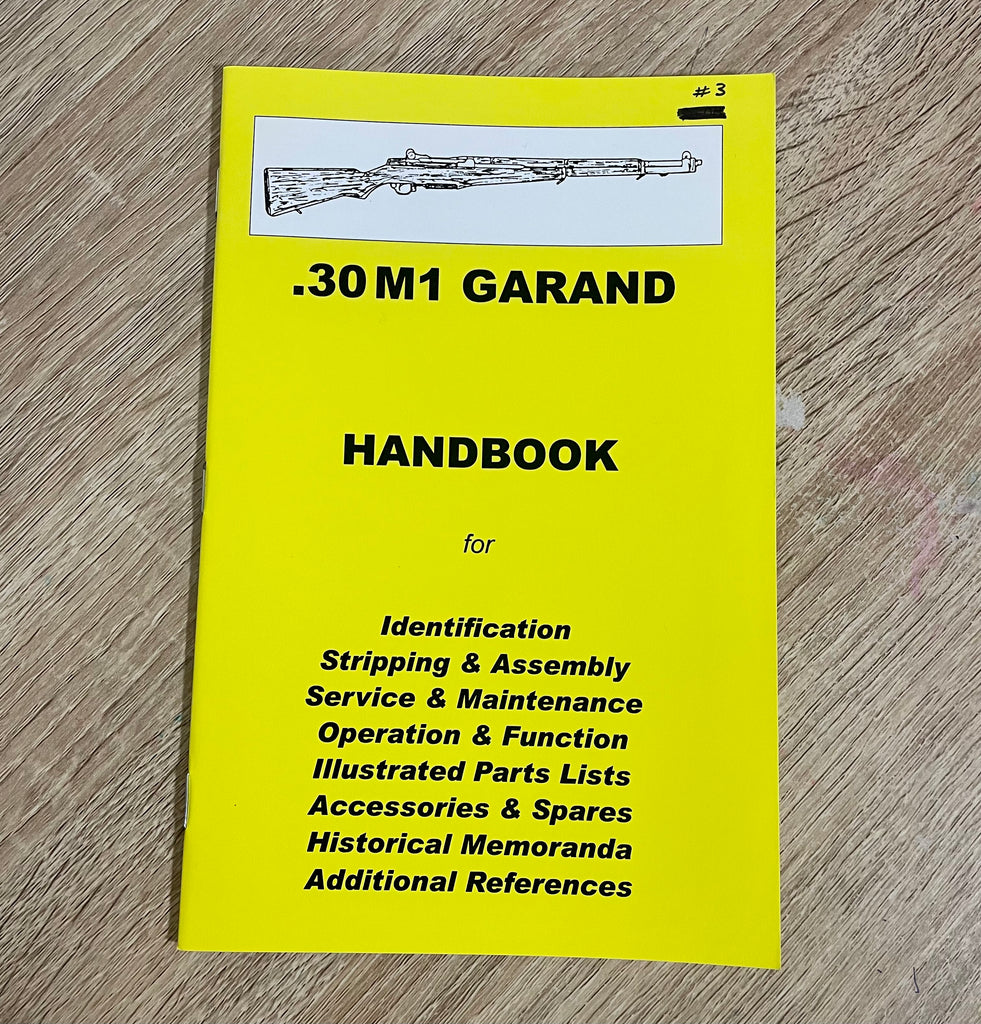 #3
.30 M1 GARAND
HANDBOOK
for
Identification
Stripping & Assembly
Service & Maintenance
Operation & Function
Illustrated Parts Lists
Accessories & Spares
Historical Memoranda
Additional References